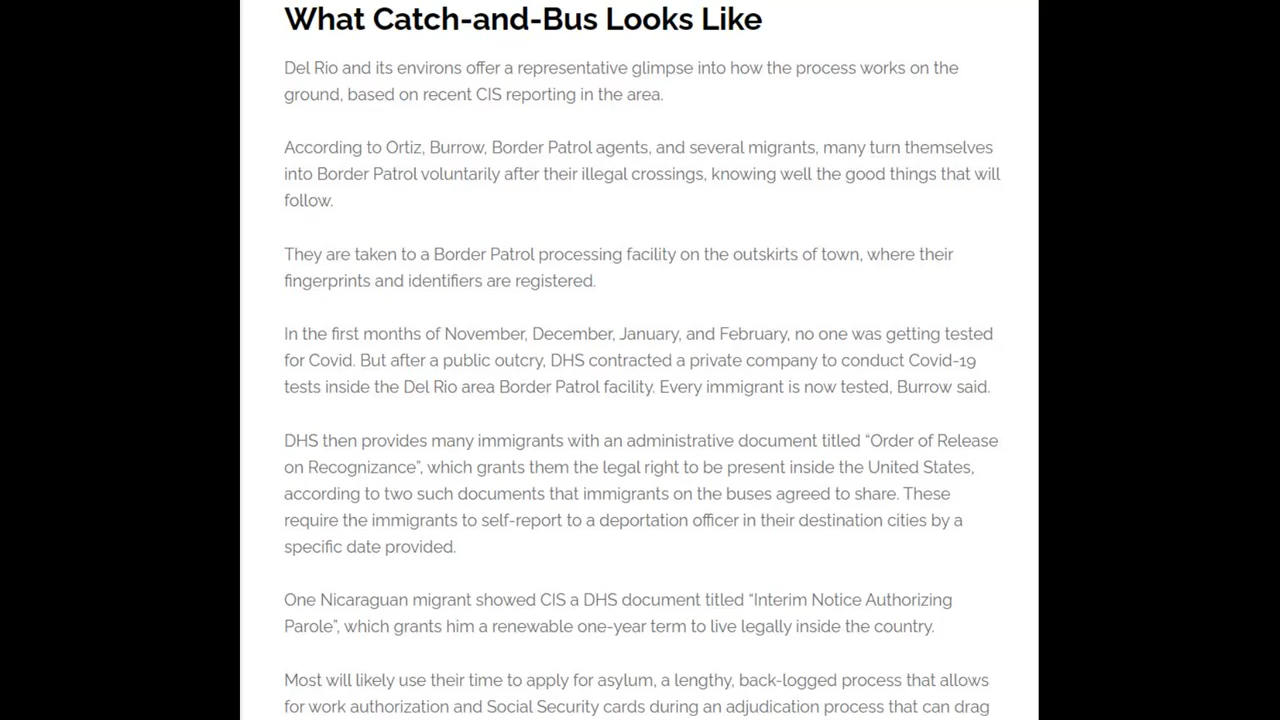 What Catch-and-Bus Looks Like
Del Rio and its environs offer a representative glimpse into how the process works on the
ground, based on recent CIS reporting in the area.
According to Ortiz, Burrow, Border Patrol agents, and several migrants, many turn themselves
into Border Patrol voluntarily after their illegal crossings, knowing well the good things that will
follow.
They are taken to a Border Patrol processing facility on the outskirts of town, where their
fingerprints and identifiers are registered.
In the first months of November, December, January, and February, no one was getting tested
for Covid. But after a public outcry, DHS contracted a private company to conduct Covid-19
tests inside the Del Rio area Border Patrol facility. Every immigrant is now tested, Burrow said.
DHS then provides many immigrants with an administrative document titled “Order of Release
on Recognizance”, which grants them the legal right to be present inside the United States,
according to two such documents that immigrants on the buses agreed to share. These
require the immigrants to self-report to a deportation officer in their destination cities by a
specific date provided.
One Nicaraguan migrant showed CIS a DHS document titled “Interim Notice Authorizing
Parole”, which grants him a renewable one-year term to live legally inside the country.
Most will likely use their time to apply for asylum, a lengthy, back-logged process that allows
for work authorization and Social Security cards during an adjudication process that can drag